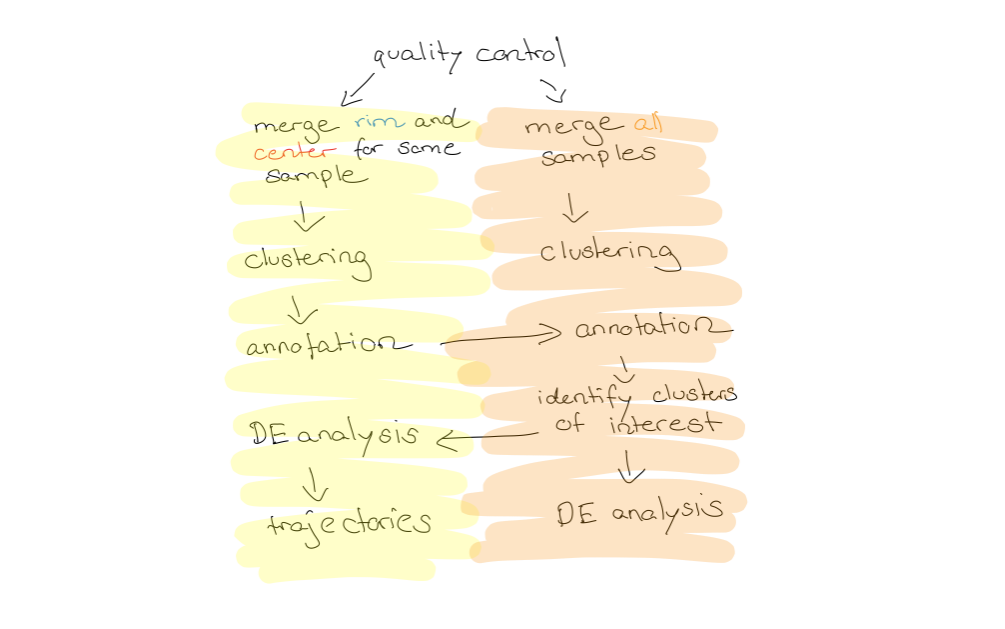 quality control
merge rim and
center for same
sample
clustering
annotation
DE analysis
trajectories
merge all
samples
clustering
annotation
identify clusters
of interest
DE analysis